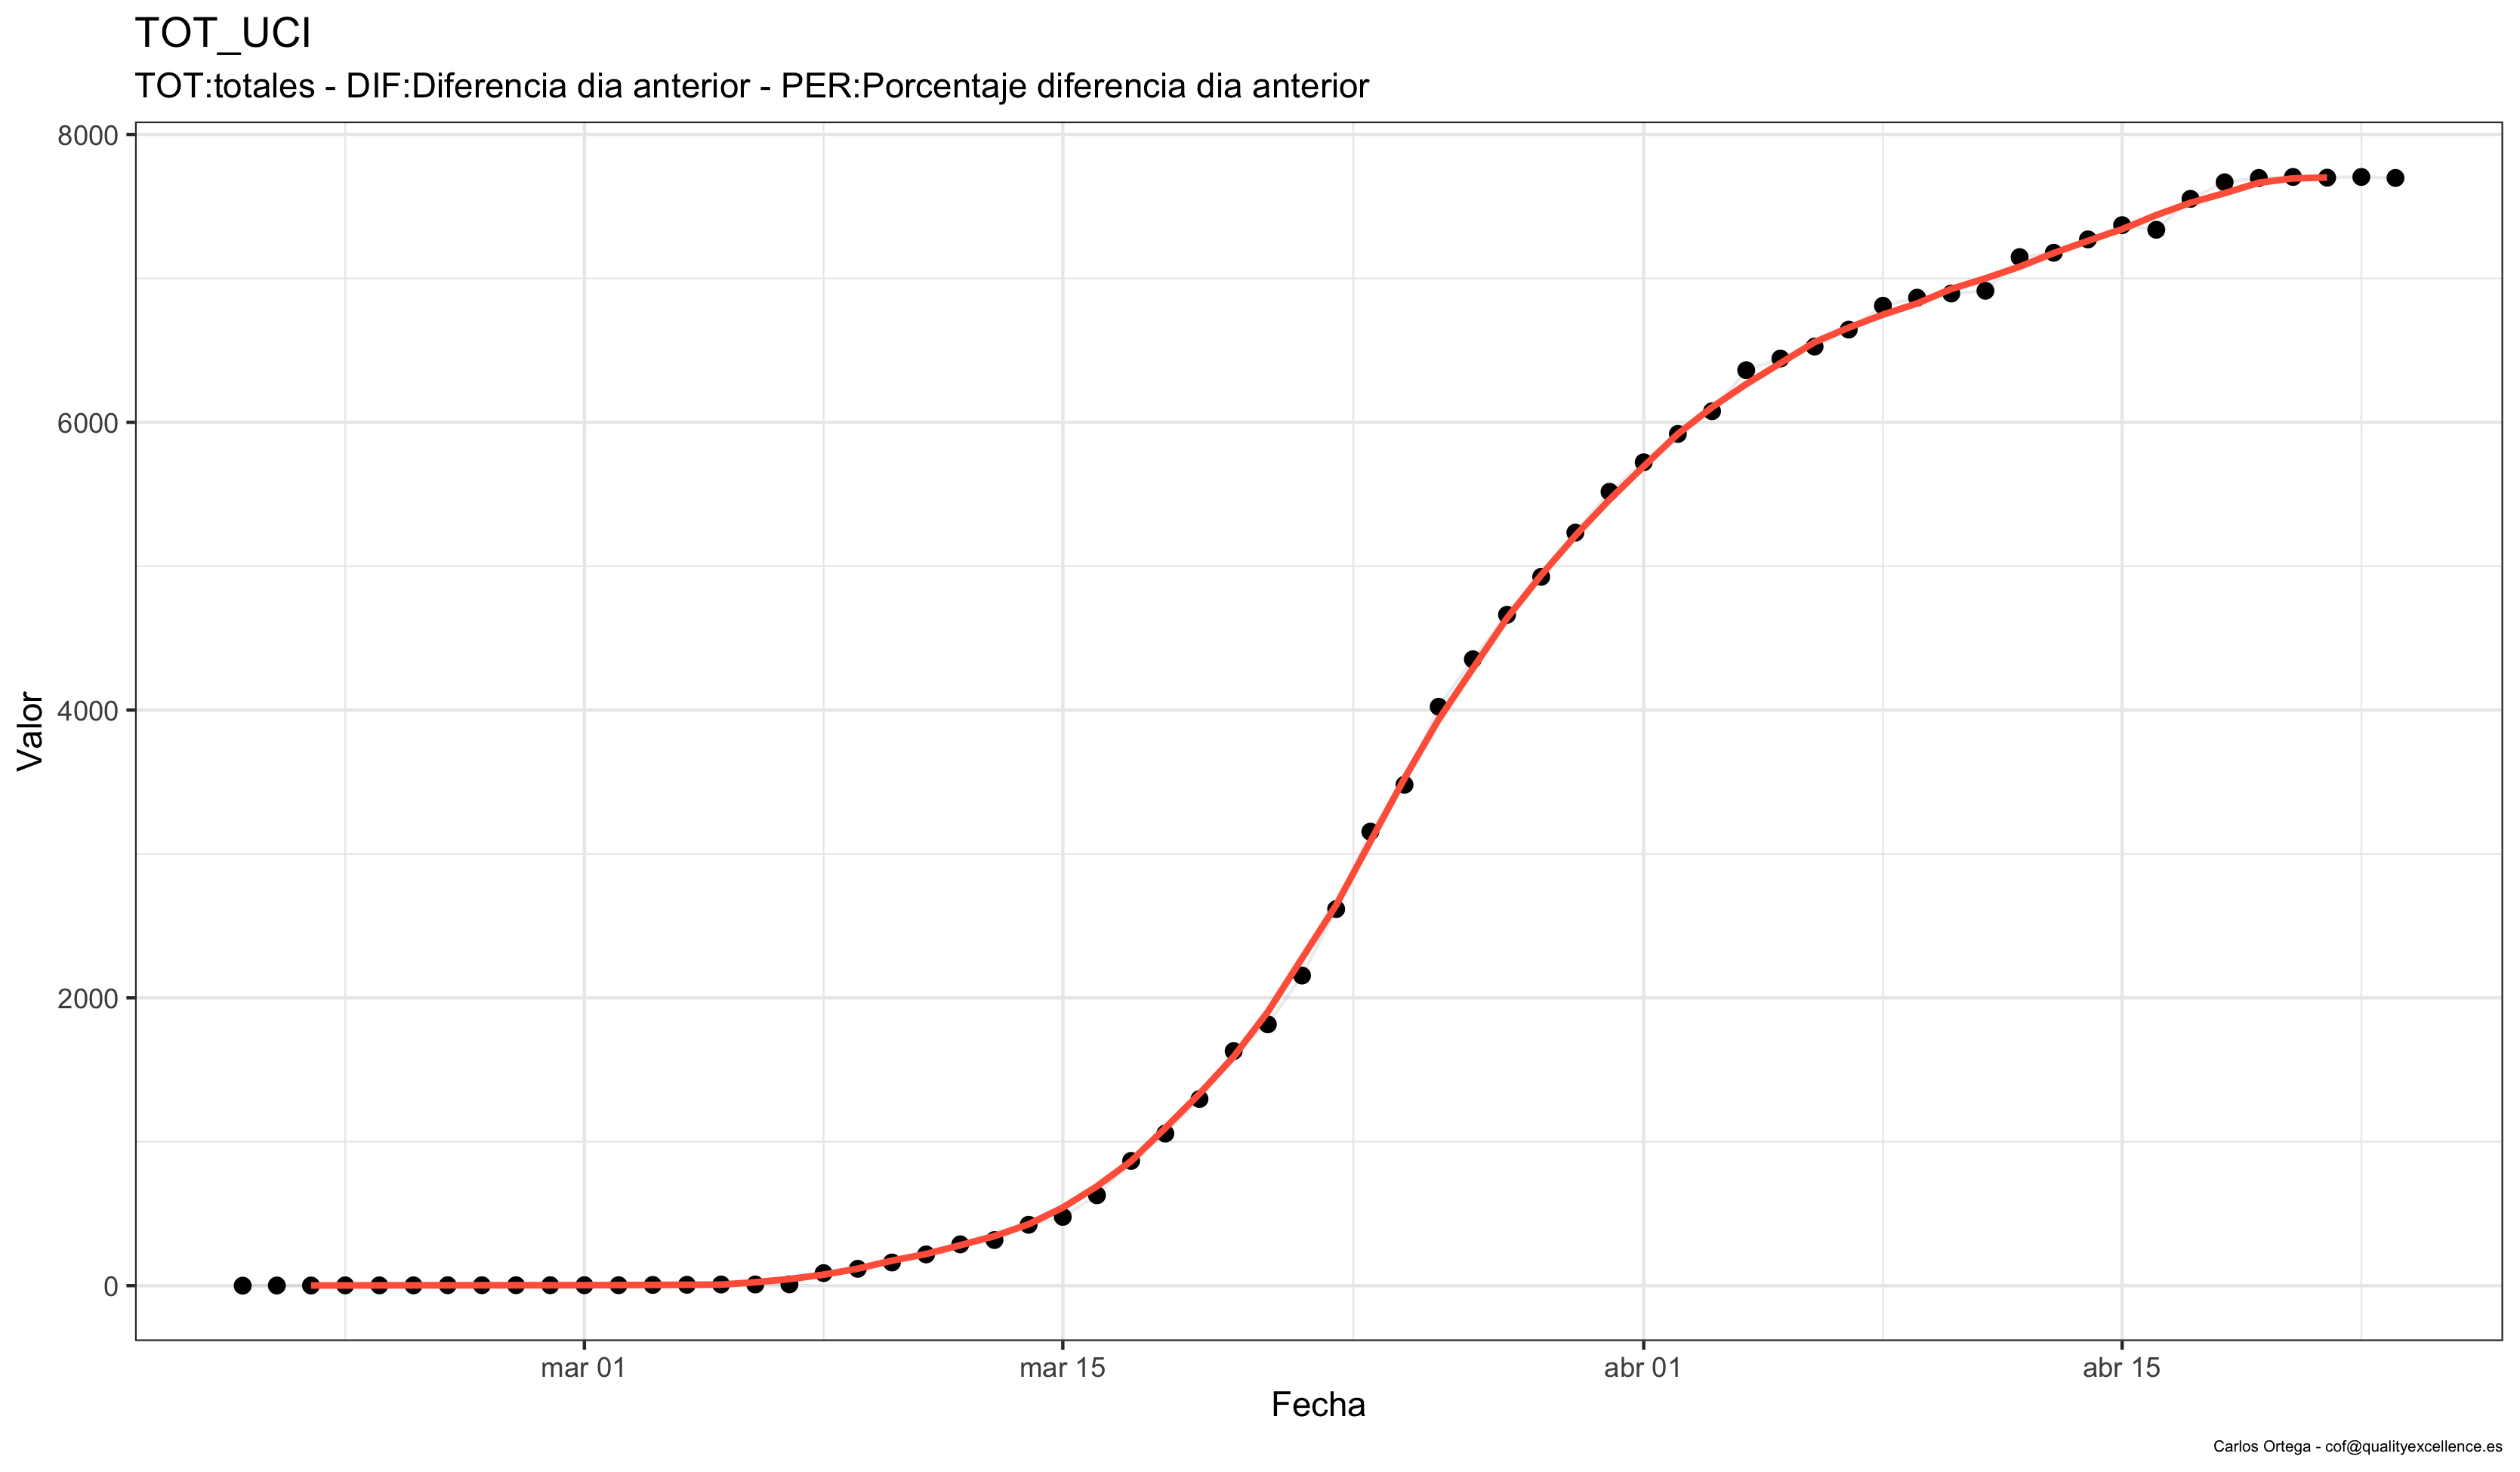 TOT_UCI
TOT:totales - DIF:Diferencia dia anterior - PER:Porcentaje diferencia dia anterior
8000
6000
4000
2000
0
Valor
mar 01
mar 15
abr 01
abr 15
Fecha
Carlos Ortega - cof@qualityexcellence.es